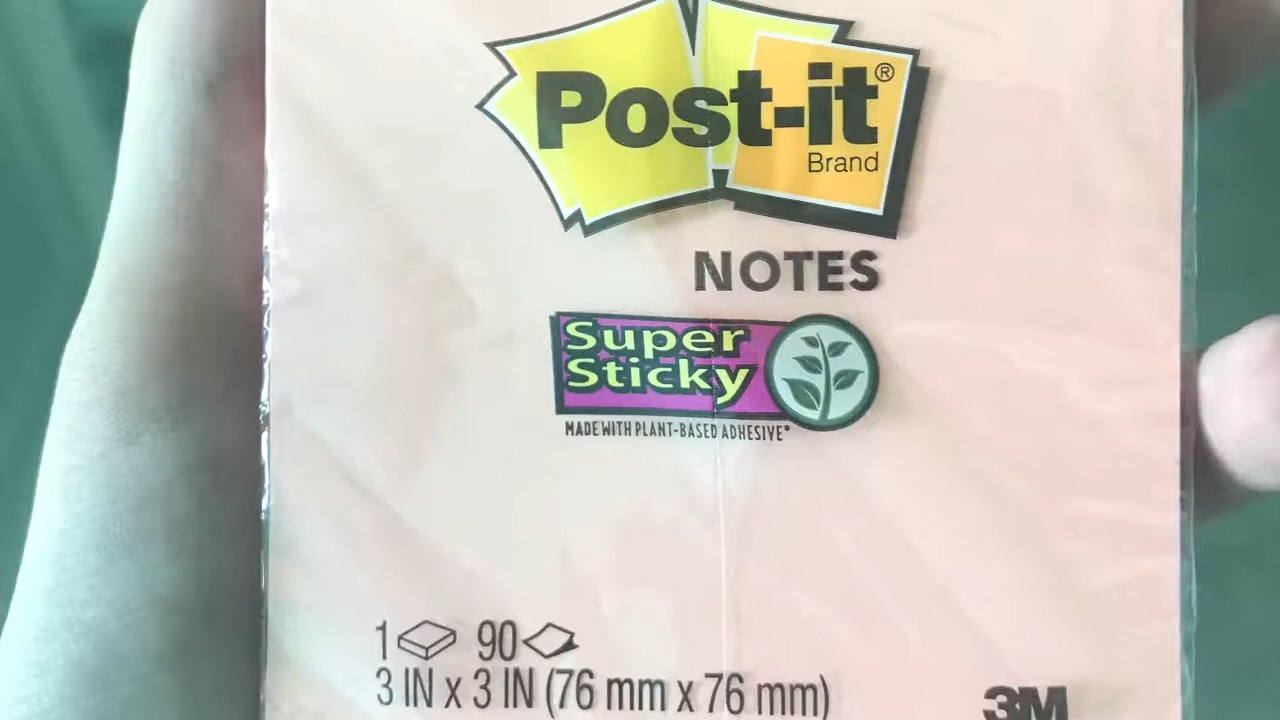 Post-it®
Brand
NOTES
Super
Sticky
MADE WITH PLANT-BASED ADHESIVE*
1 90
3 IN x 3 IN (76 mm x 76 mm)
3M